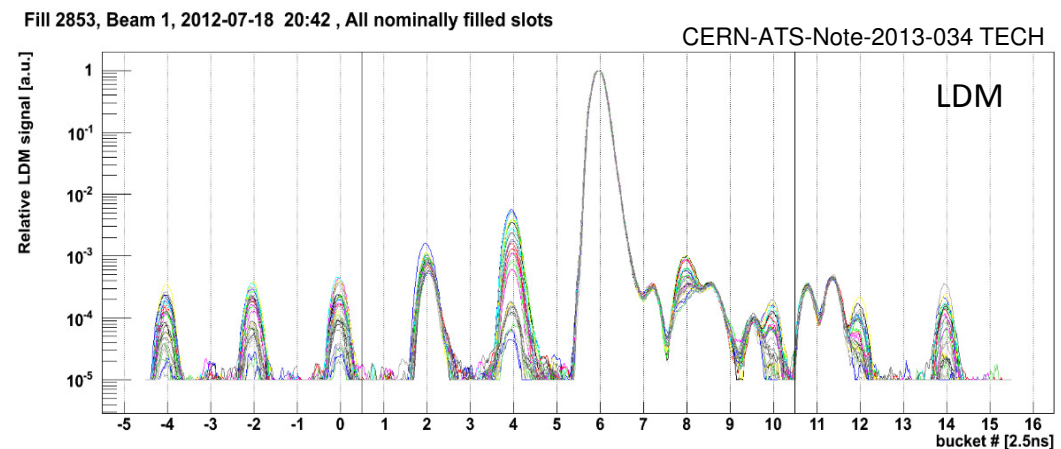 Fill 2853, Beam 1, 2012-07-18 20:42 , All nominally filled slots
CERN-ATS-Note-2013-034 TECH
LDM
Relative LDM signal [a.u.]
1
10-1
10-2
10-3
10-4
10-5
-5 -4 -3 -2 -1 0 1 2 3 4 5 6 7 8 9 10 11 12 13 14 15 16
bucket # [2.5ns]